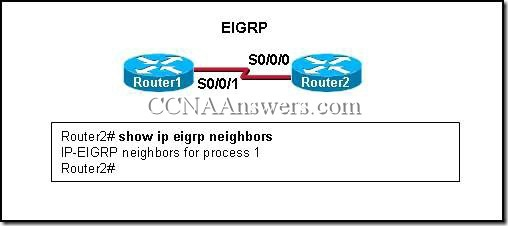 EIGRP
S0/0/0
Router1
Router2
S0/0/1
CCNAAnswers.com
Router2# show ip eigrp neighbors
IP-EIGRP neighbors for process 1
Router2#